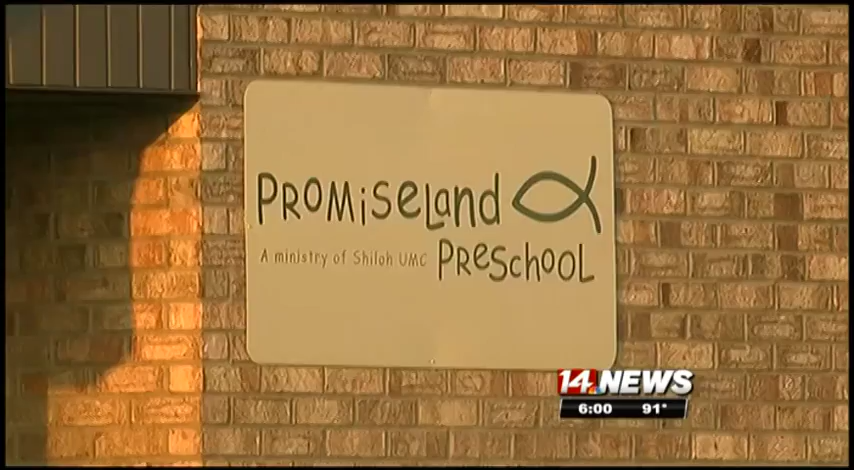 PROMISELAND
A ministry of Shiloh UMC PRESCHOOL
14 NEWS
6:00 91°